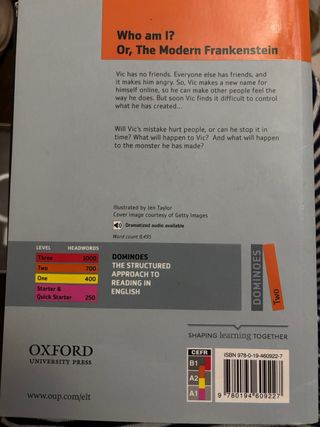 Who am I?
Or, The Modern Frankenstein
Vic has no friends. Everyone else has friends, and
it makes him angry. So, Vic makes a new name for
himself online, so he can make other people feel the
way he does. But soon Vic finds it difficult to control
what he has created...
Will Vic's mistake hurt people, or can he stop it in
time? What will happen to Vic? And what will happen
to the monster he has made?
Illustrated by Jen Taylor
Cover image courtesy of Getty Images
Dramatized audio available
Word count 8,495
LEVEL HEADWORDS
Three 1000
Two 700
One 400
Starter &
Quick Starter 250
DOMINOES
THE STRUCTURED
APPROACH TO
READING IN
ENGLISH
DOMINOES
Two
SHAPING learning TOGETHER
OXFORD
UNIVERSITY PRESS
www.oup.com/elt
CEFR
B1
A2
A1
ISBN 978-0-19-460922-7
9 780194 609227